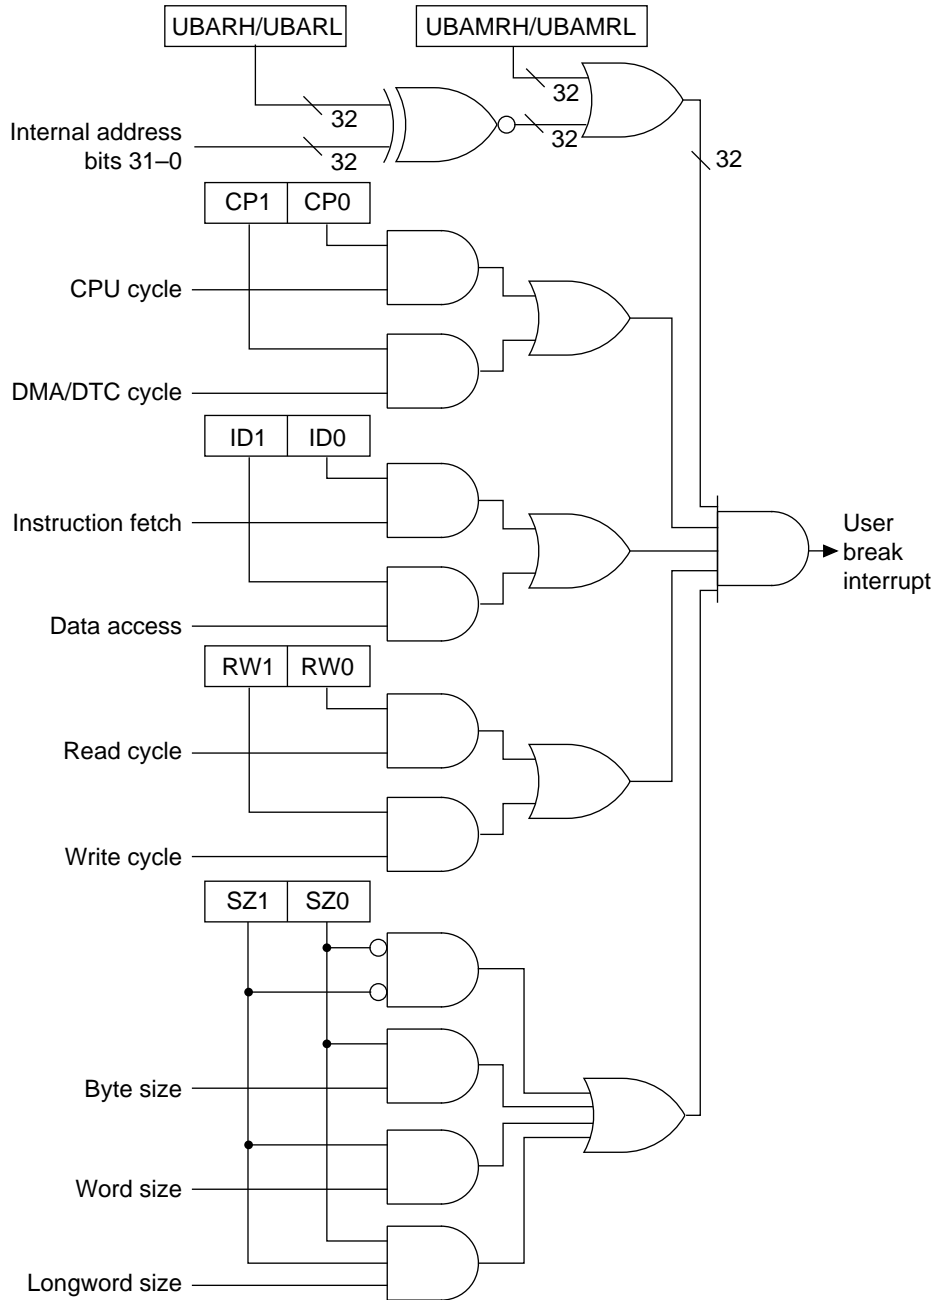 UBARH/UBARL
UBAMRH/UBAMRL
32
32
Internal address
bits 31–0
32
32
32
CP1 CP0
CPU cycle
DMA/DTC cycle
ID1 ID0
Instruction fetch
User
break
interrupt
Data access
RW1 RW0
Read cycle
Write cycle
SZ1 SZ0
Byte size
Word size
Longword size